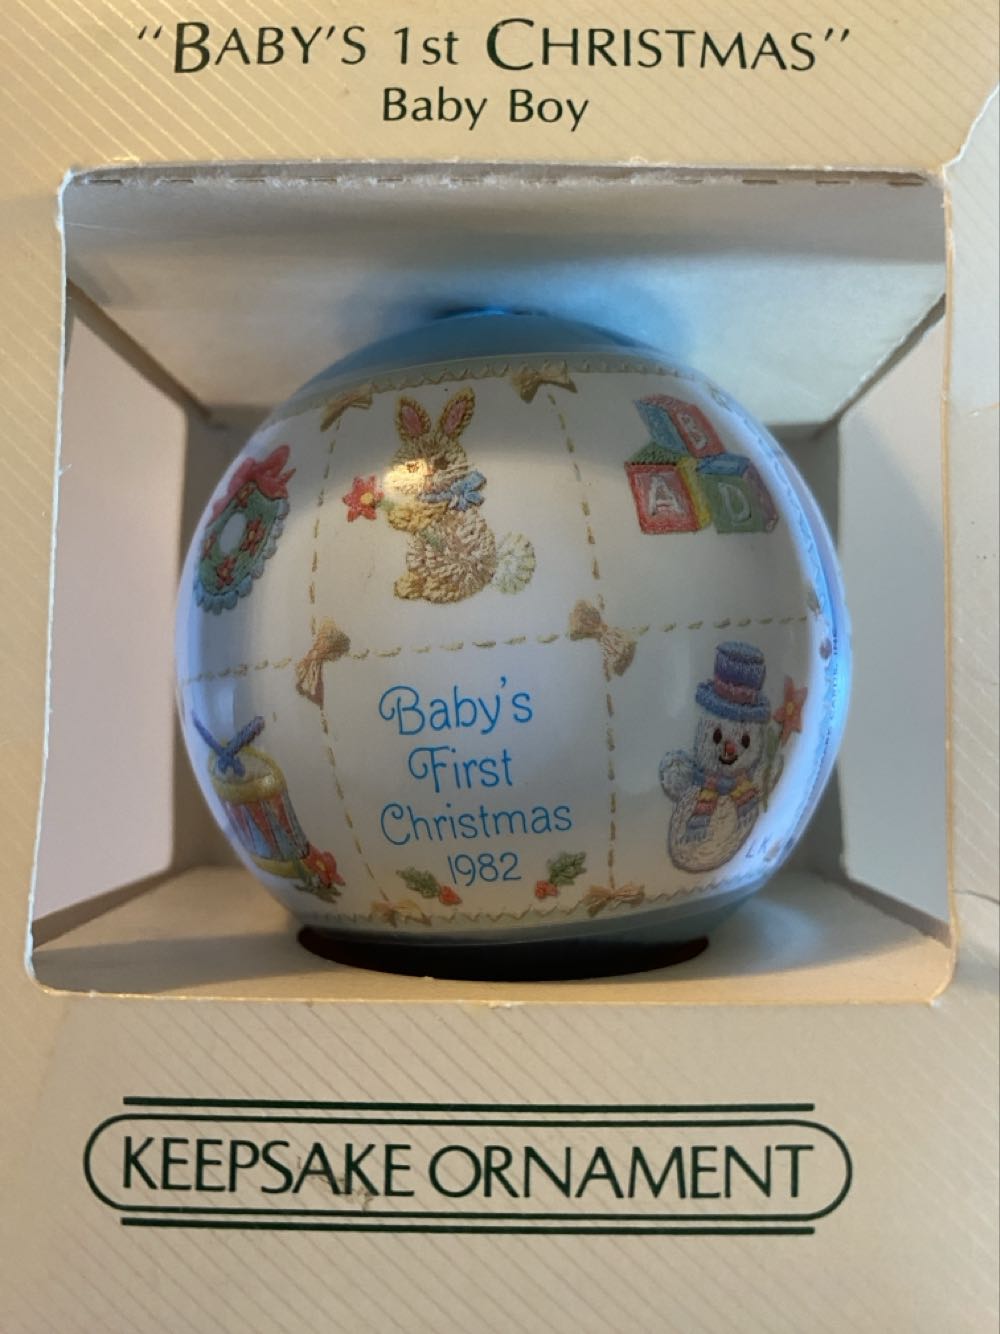 "BABY'S 1st CHRISTMAS"
Baby Boy
B
A D
Baby's
First
Christmas
1982
KEEPSAKE ORNAMENT